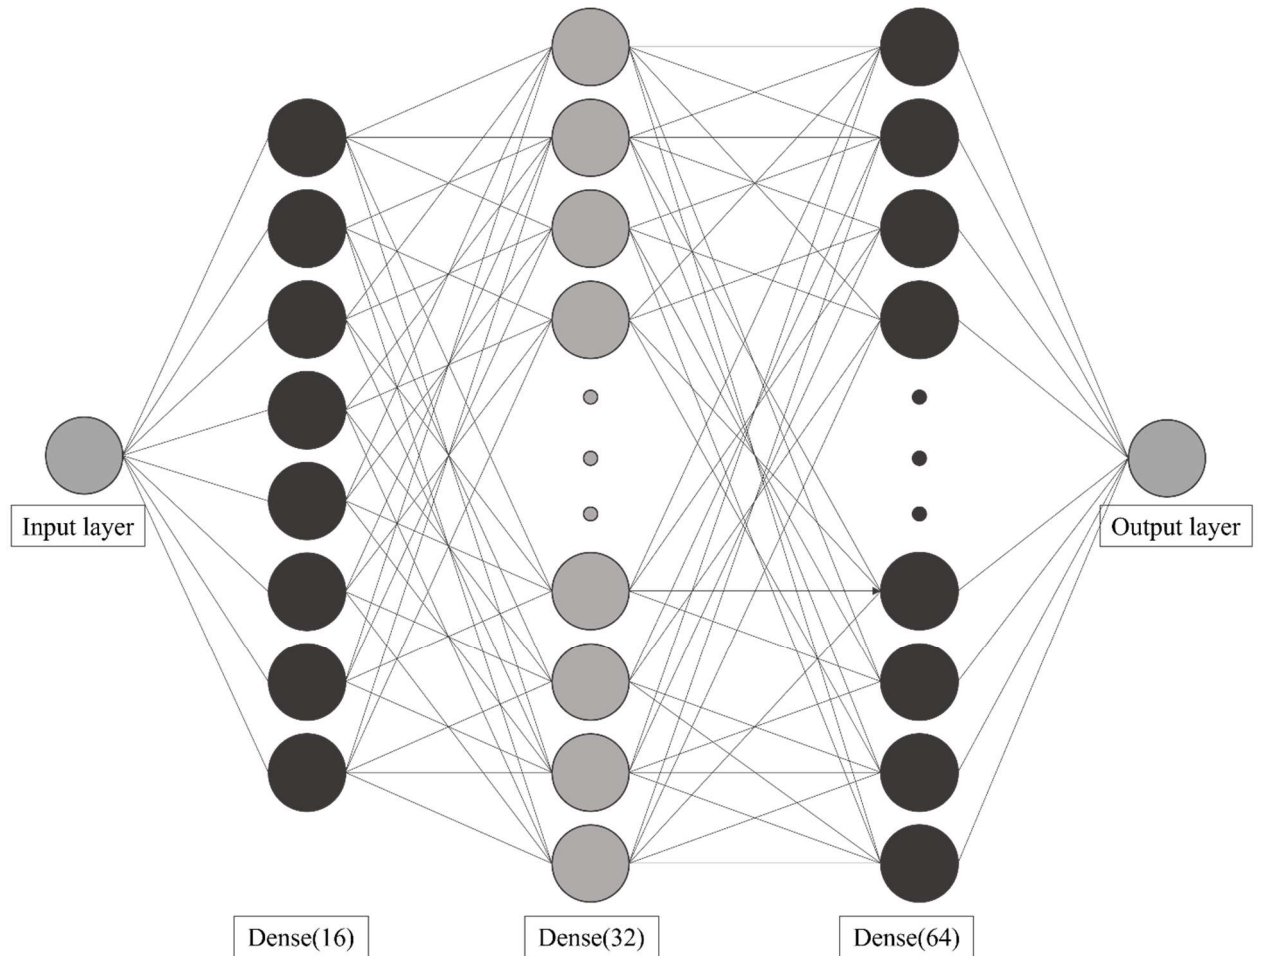 Input layer
Output layer
Dense(16)
Dense(32)
Dense(64)